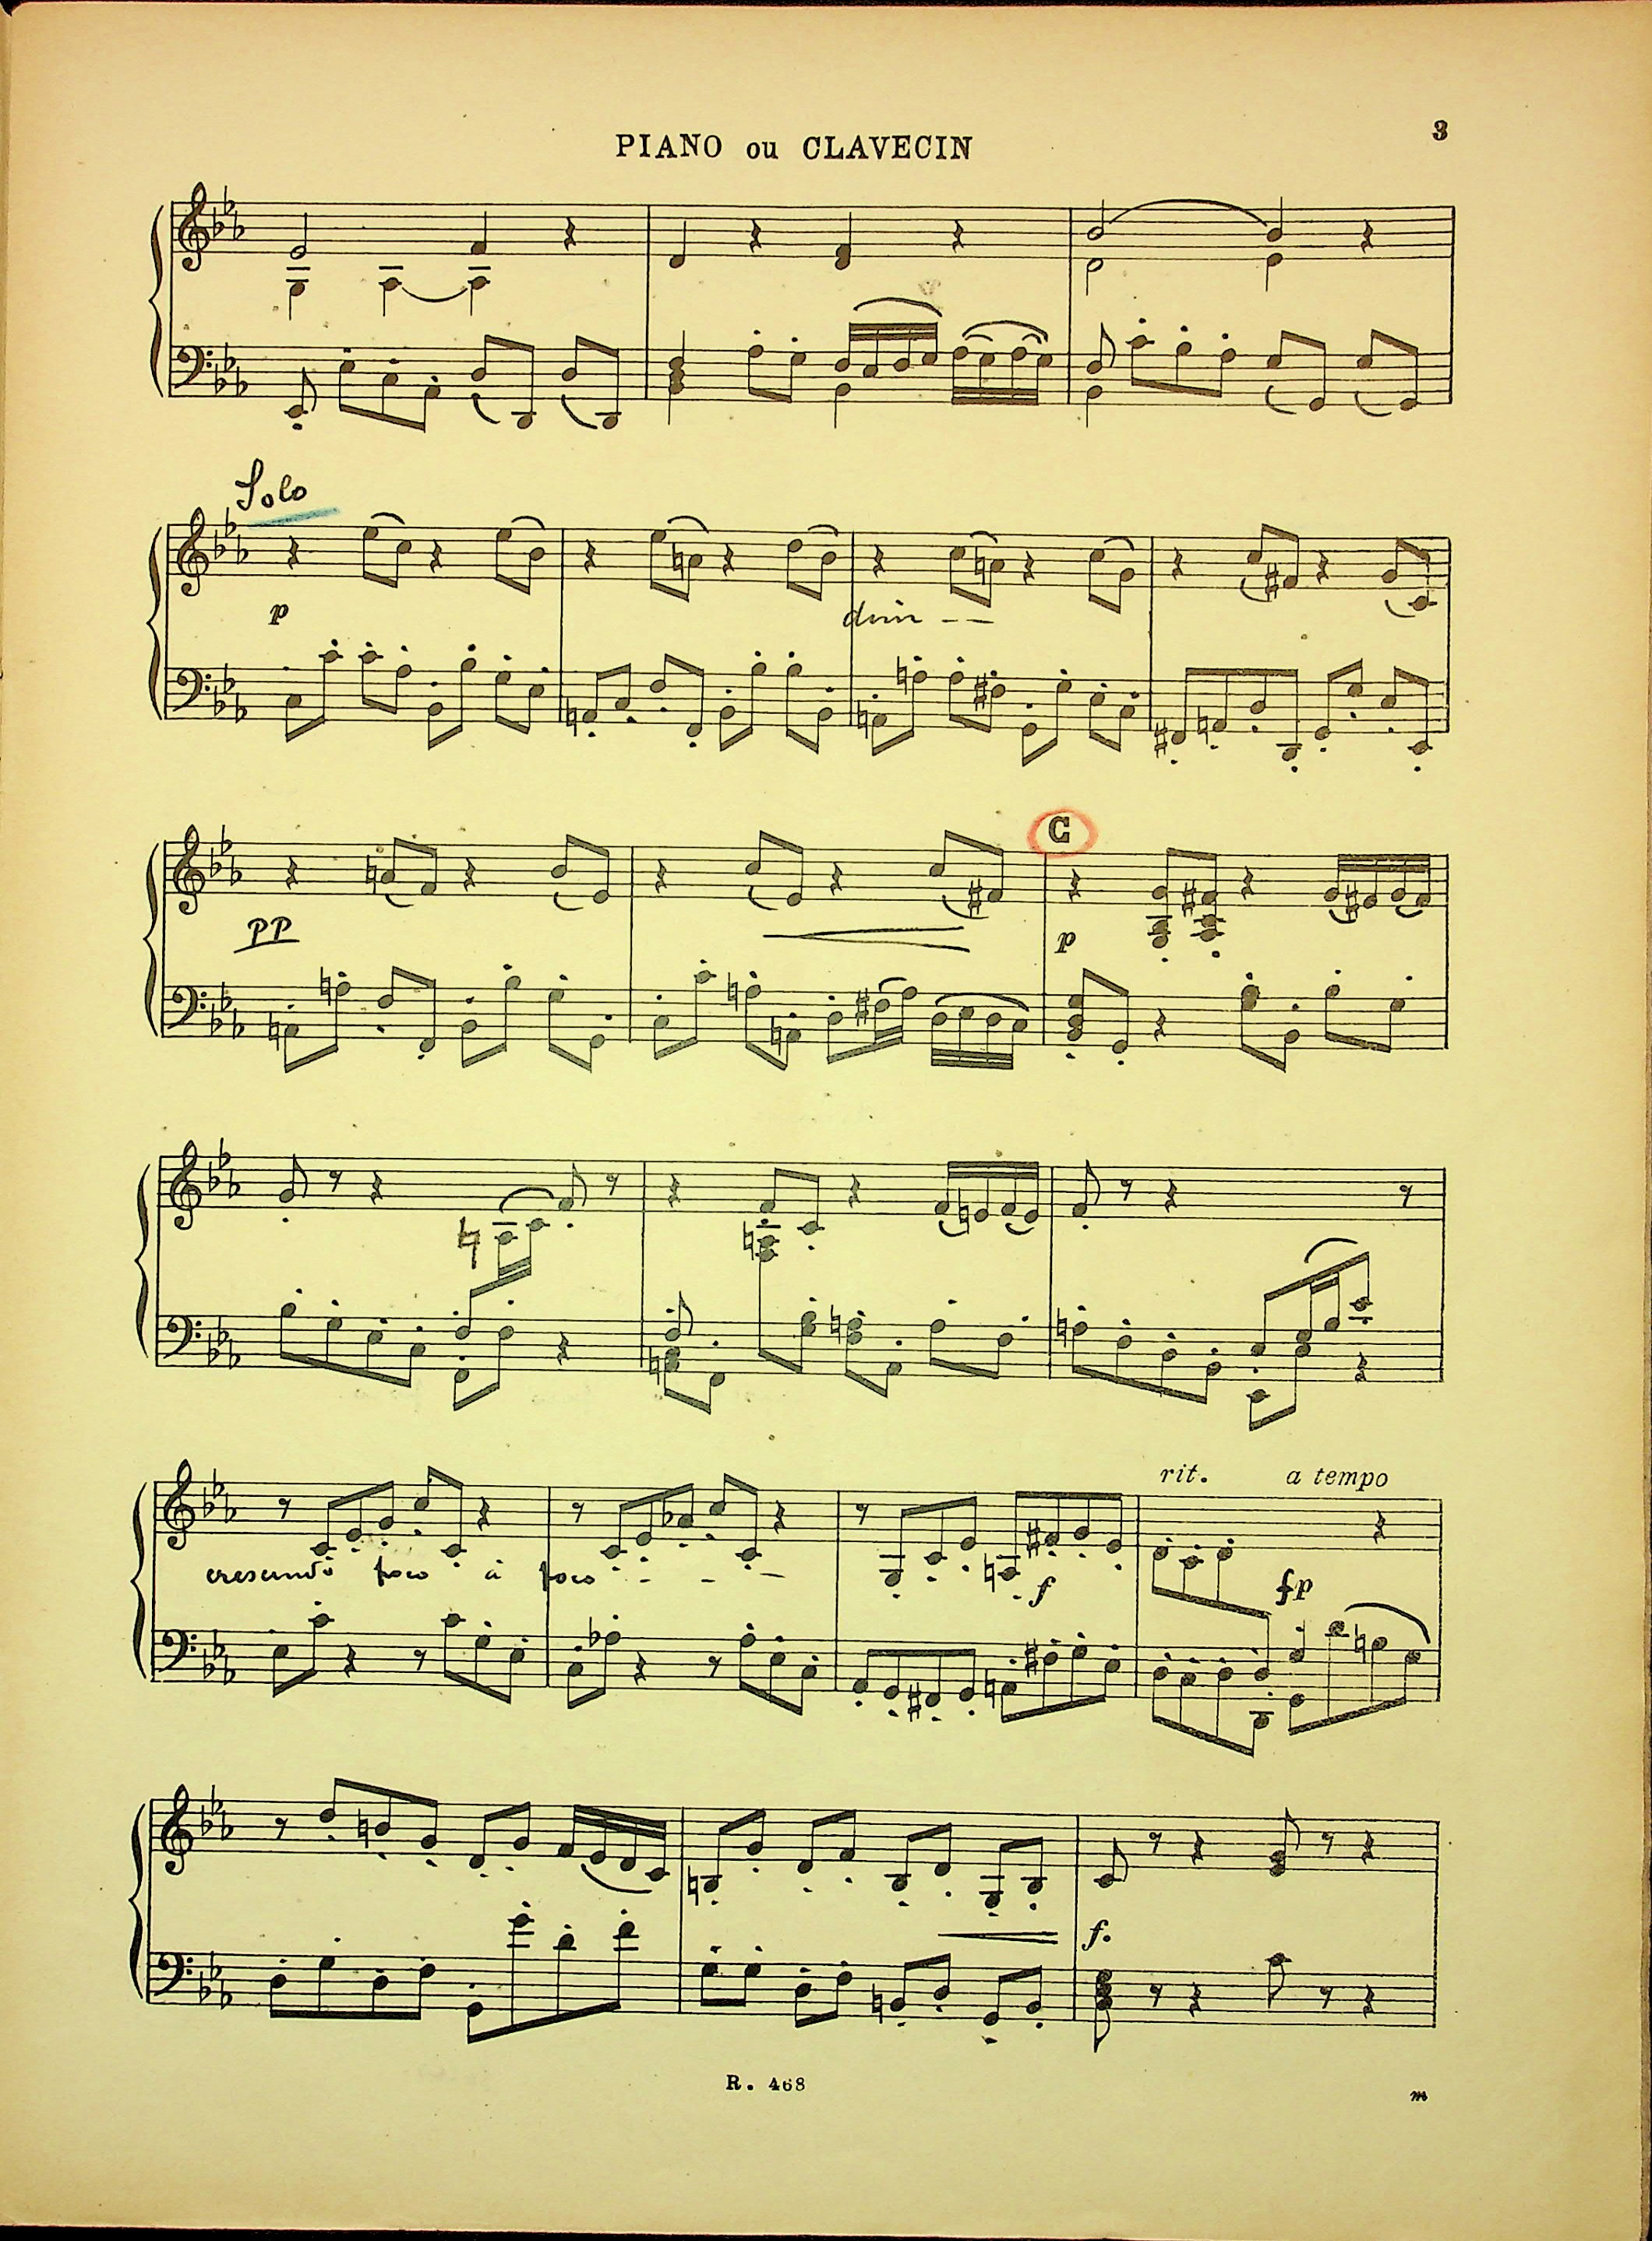 PIANO ou CLAVECIN
3
Solo
p
dim - -
C
pp
p
rit. a tempo
crescendo poco à poco - - -
f
fp
f.
R. 468
m